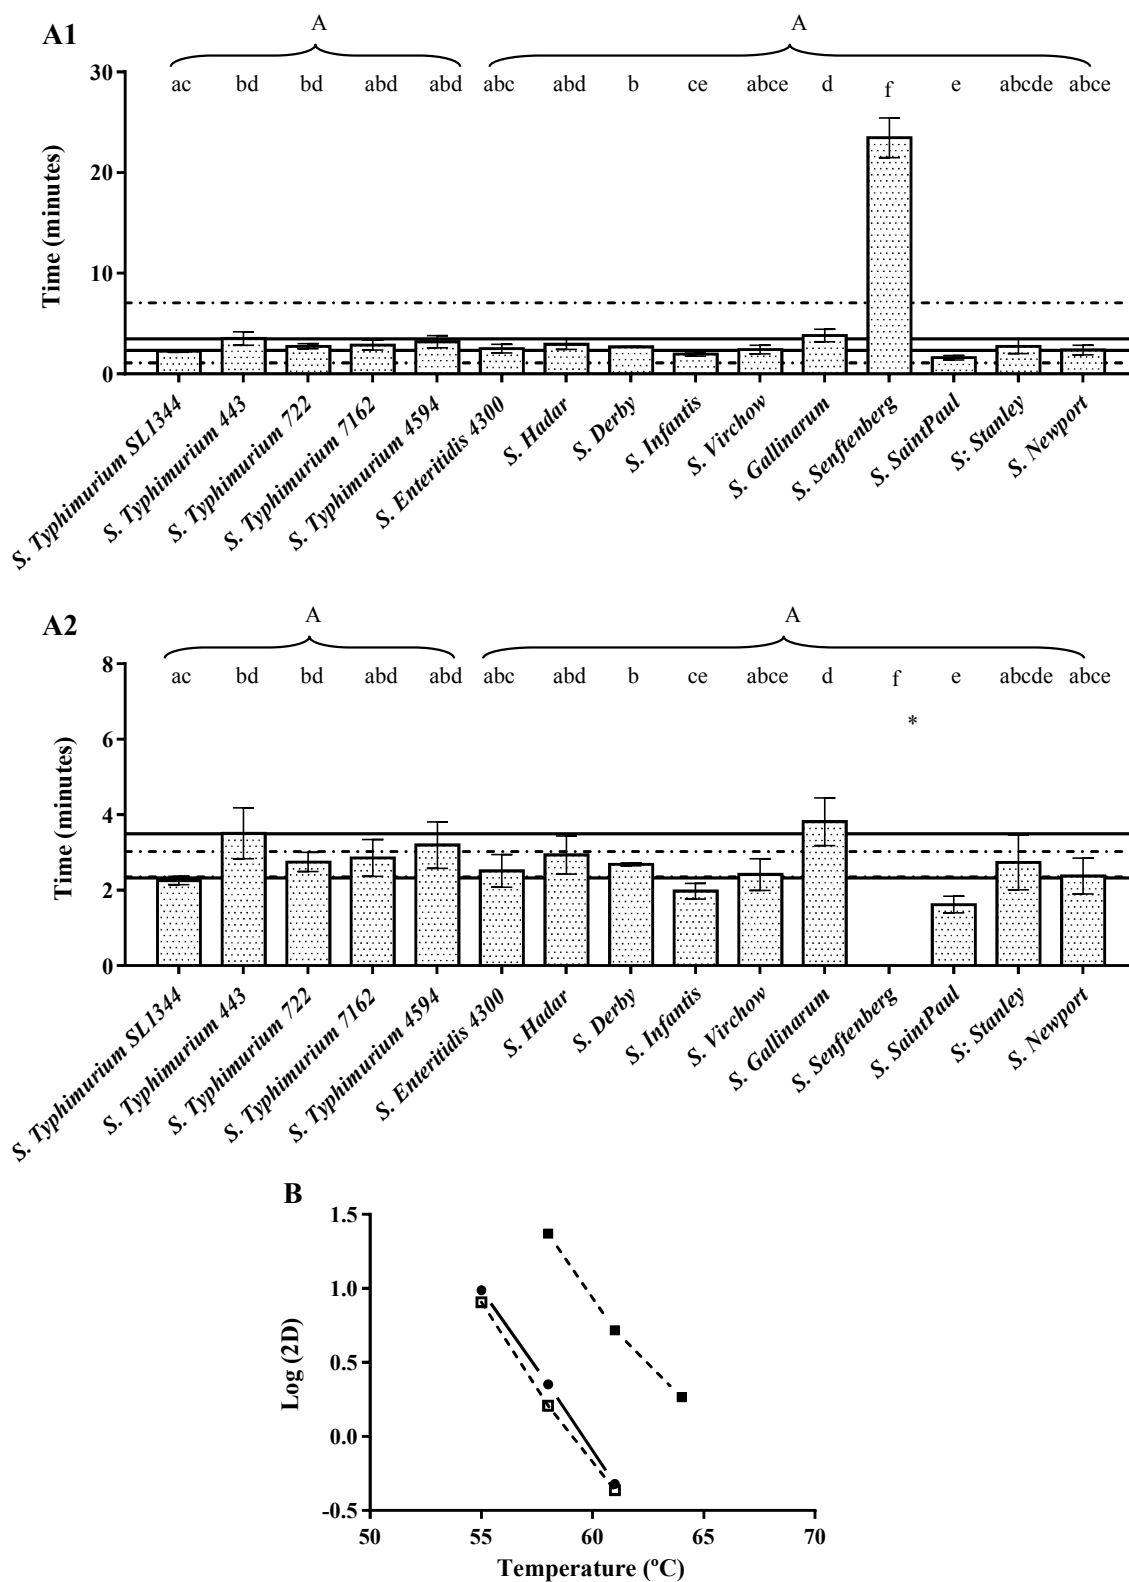 A1
A A
ac bd bd abd abd abc abd b ce abce d f e abcde abce
Time (minutes)
30
20
10
0
S. Typhimurium SL1344
S. Typhimurium 443
S. Typhimurium 722
S. Typhimurium 7162
S. Typhimurium 4594
S. Enteritidis 4300
S. Hadar
S. Derby
S. Infantis
S. Virchow
S. Gallinarum
S. Senftenberg
S. SaintPaul
S: Stanley
S. Newport
A2
A A
ac bd bd abd abd abc abd b ce abce d f e abcde abce
*
Time (minutes)
8
6
4
2
0
S. Typhimurium SL1344
S. Typhimurium 443
S. Typhimurium 722
S. Typhimurium 7162
S. Typhimurium 4594
S. Enteritidis 4300
S. Hadar
S. Derby
S. Infantis
S. Virchow
S. Gallinarum
S. Senftenberg
S. SaintPaul
S: Stanley
S. Newport
B
Log (2D)
1.5
1.0
0.5
0.0
-0.5
50 55 60 65 70
Temperature (ºC)